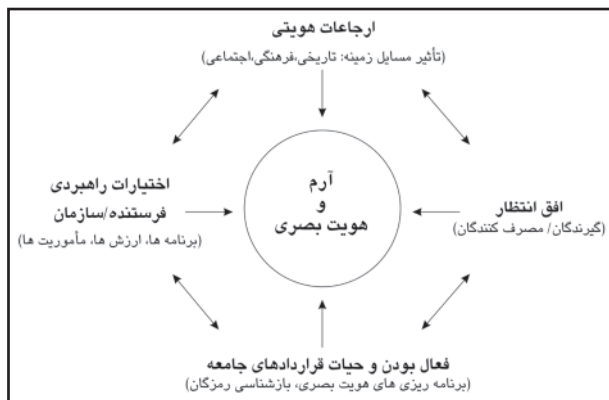 ارجاعات هویتی
(تأثیر مسایل زمینه: تاریخی،فرهنگی،اجتماعی)
آرم
و
هویت بصری
افق انتظار
(گیرندگان/ مصرف کنندگان)
اختیارات راهبردی
فرستنده/سازمان
(برنامه ها، ارزش ها، مأموریت ها)
فعال بودن و حیات قراردادهای جامعه
(برنامه ریزی های هویت بصری، بازشناسی رمزگان)